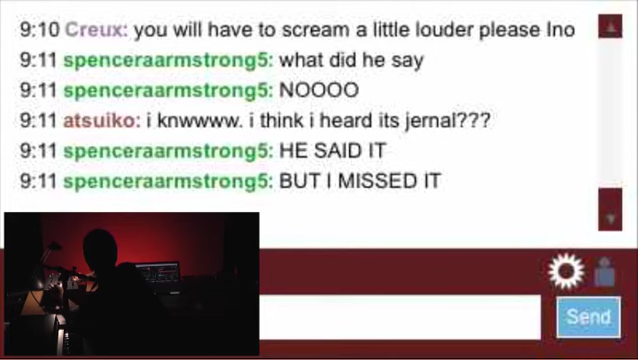 9:10 Creux: you will have to scream a little louder please Ino
9:11 spenceraarmstrong5: what did he say
9:11 spenceraarmstrong5: NOOOO
9:11 atsuiko: i knwwww. i think i heard its jernal???
9:11 spenceraarmstrong5: HE SAID IT
9:11 spenceraarmstrong5: BUT I MISSED IT
Send